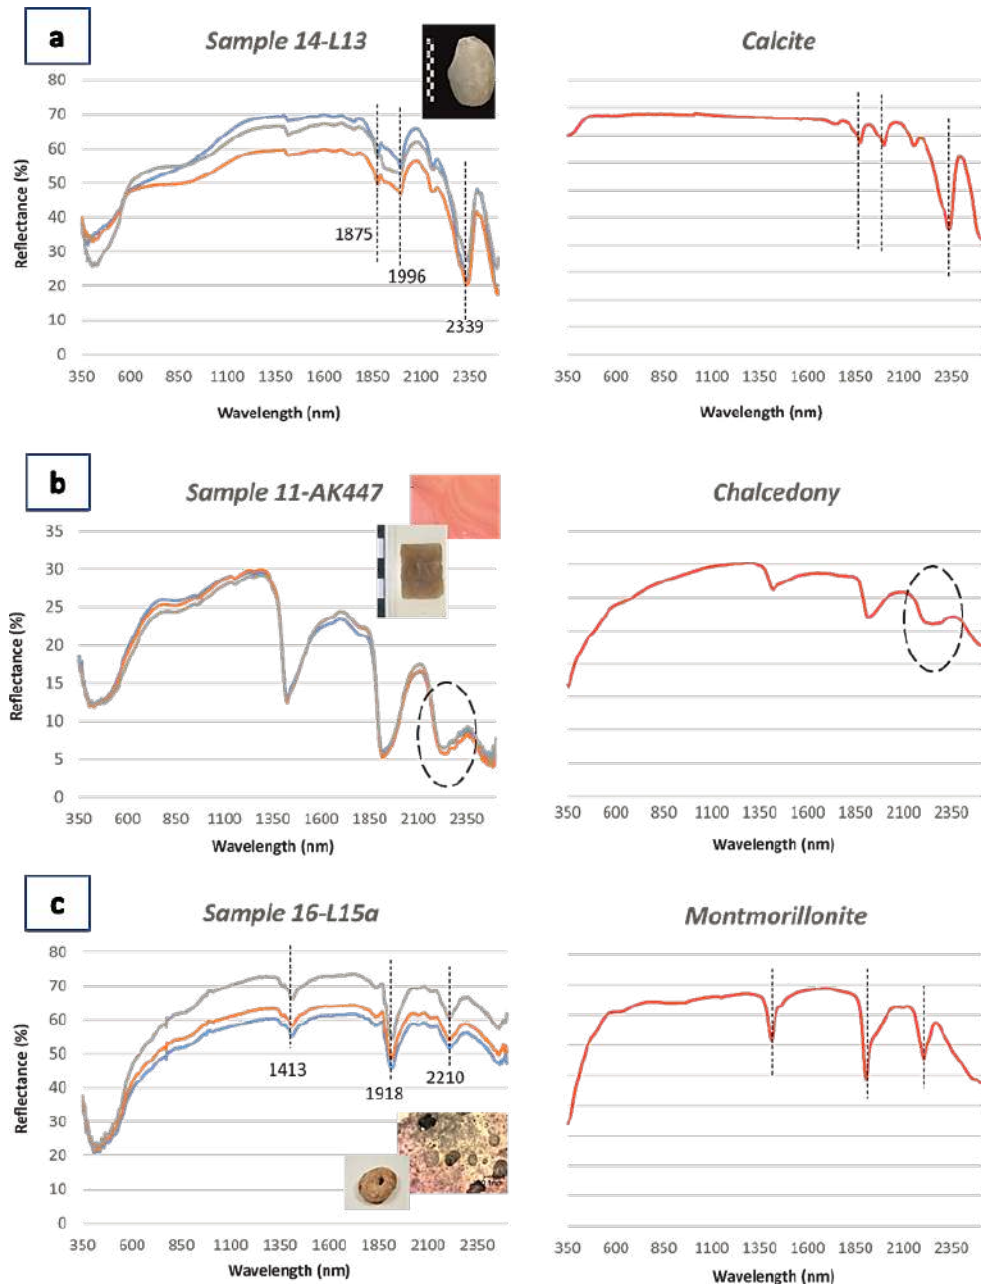 a
Sample 14-L13
Calcite
80
70
60
50
40
30
20
10
0
Reflectance (%)
1875
1996
2339
350 600 850 1100 1350 1600 1850 2100 2350
Wavelength (nm)
350 600 850 1100 1350 1600 1850 2100 2350
Wavelength (nm)
b
Sample 11-AK447
Chalcedony
35
30
25
20
15
10
5
0
Reflectance (%)
350 600 850 1100 1350 1600 1850 2100 2350
Wavelength (nm)
350 600 850 1100 1350 1600 1850 2100 2350
Wavelength (nm)
c
Sample 16-L15a
Montmorillonite
80
70
60
50
40
30
20
10
0
Reflectance (%)
1413
1918
2210
350 600 850 1100 1350 1600 1850 2100 2350
Wavelength (nm)
350 600 850 1100 1350 1600 1850 2100 2350
Wavelength (nm)